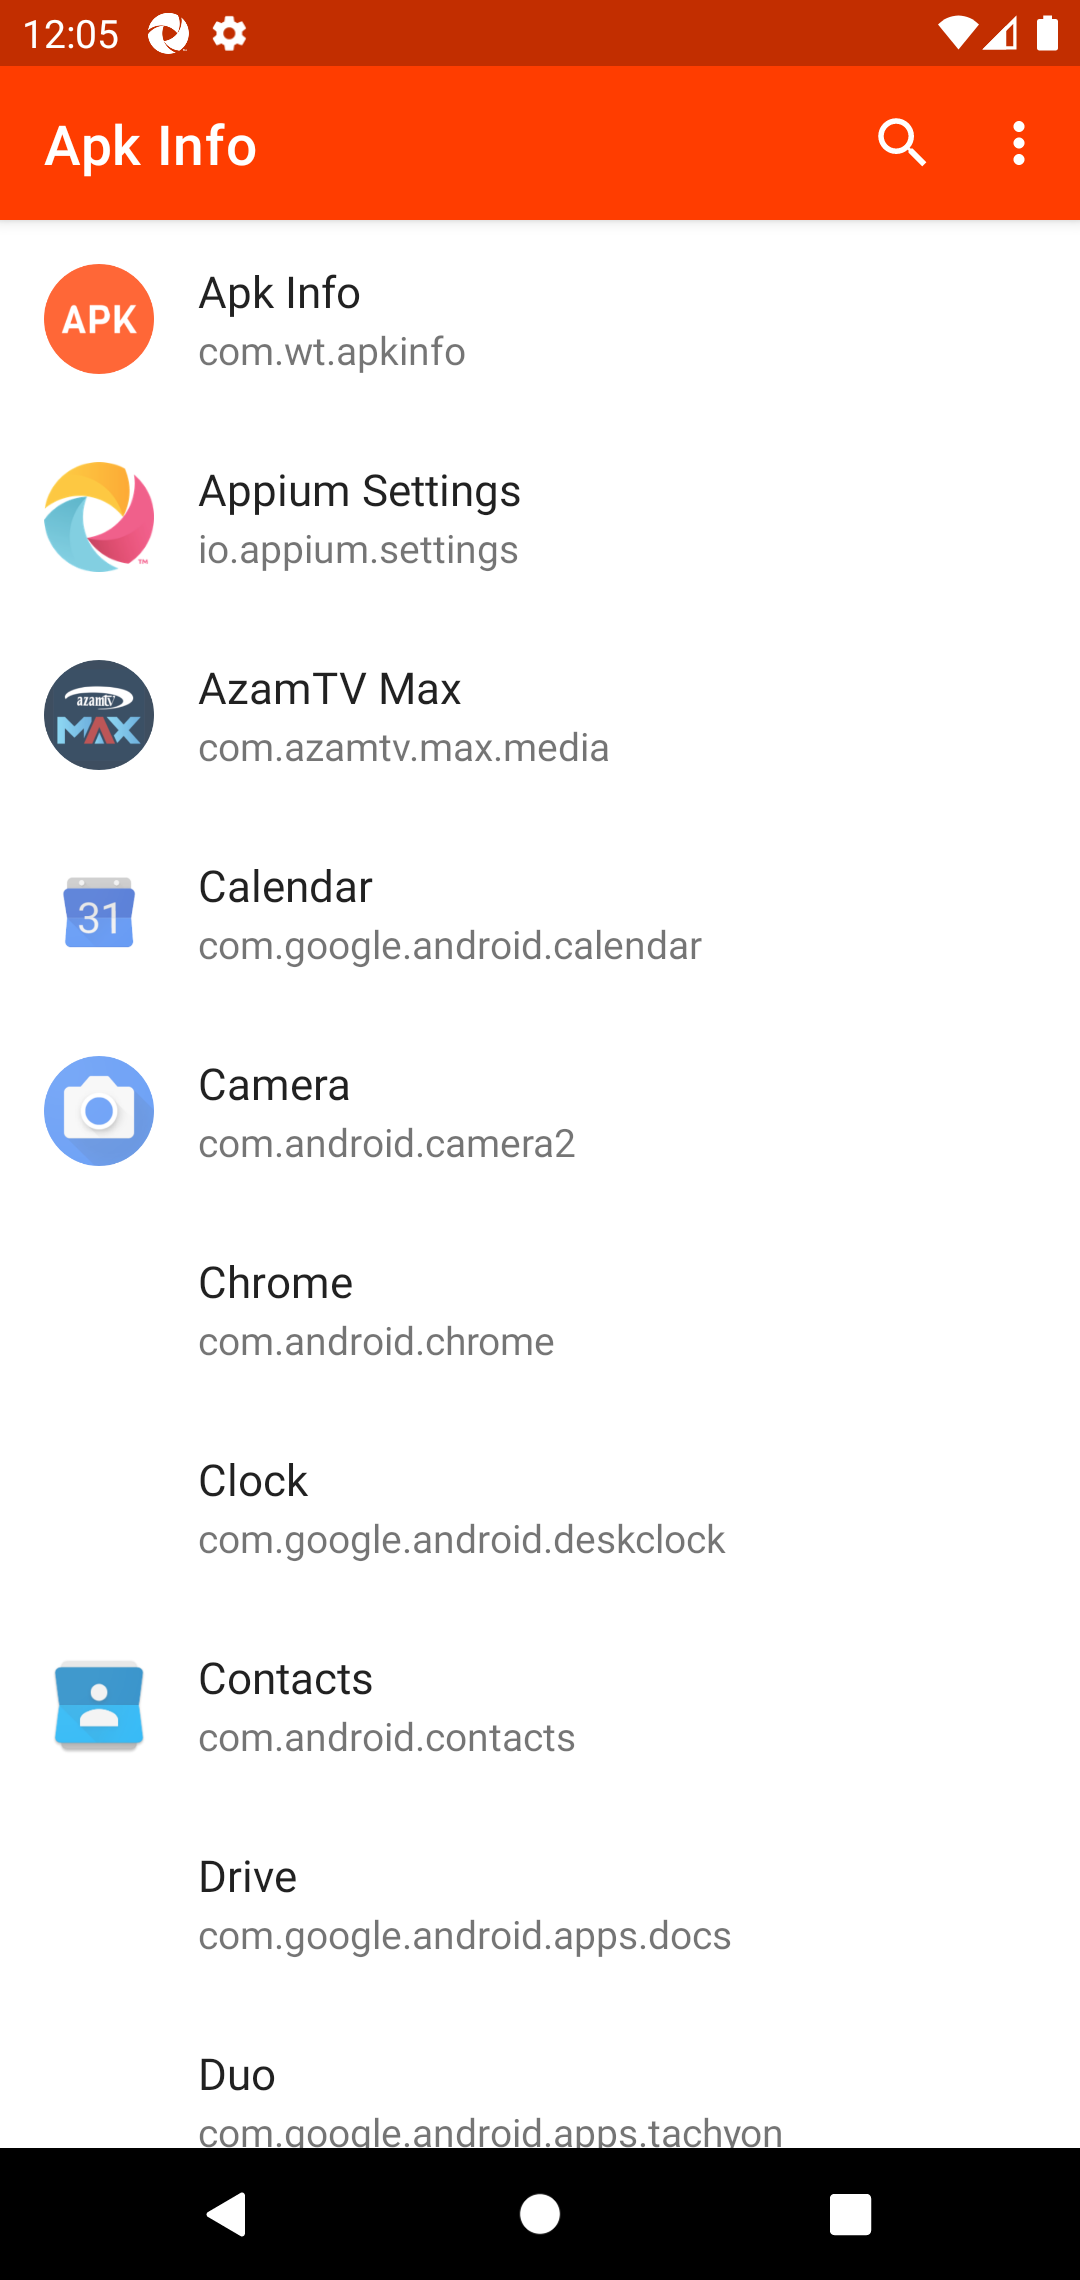 12:05
Apk Info
APK
Apk Info
com.wt.apkinfo
Appium Settings
io.appium.settings
TM
azamtv
MAX
AzamTV Max
com.azamtv.max.media
31
Calendar
com.google.android.calendar
Camera
com.android.camera2
Chrome
com.android.chrome
Clock
com.google.android.deskclock
Contacts
com.android.contacts
Drive
com.google.android.apps.docs
Duo
com.google.android.apps.tachyon